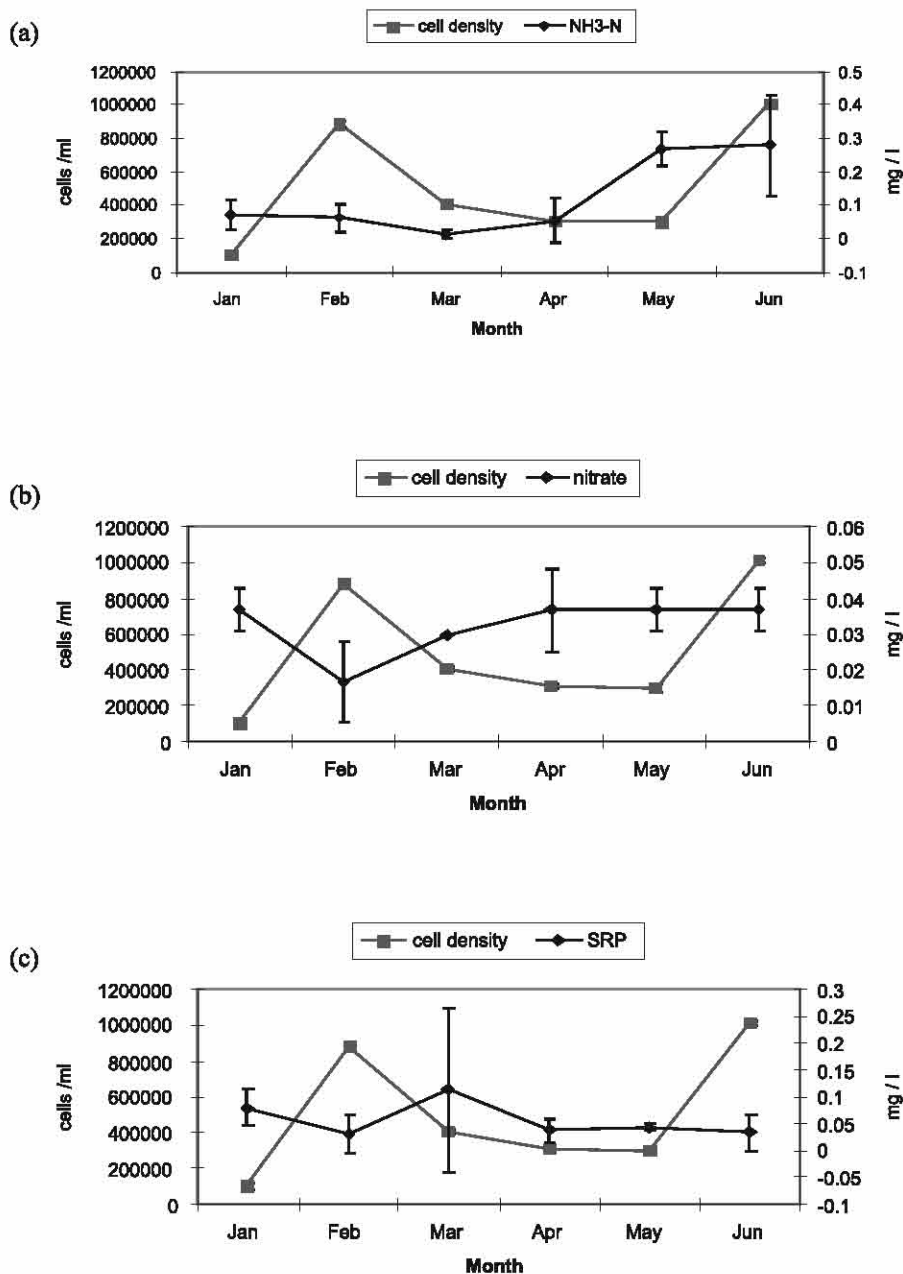 (a)
cell density NH3-N
1200000 0.5
1000000 0.4
800000 0.3
600000 0.2
400000 0.1
200000 0
0 -0.1
cells /ml
mg / l
Jan Feb Mar Apr May Jun
Month
(b)
cell density nitrate
1200000 0.06
1000000 0.05
800000 0.04
600000 0.03
400000 0.02
200000 0.01
0 0
cells /ml
mg / l
Jan Feb Mar Apr May Jun
Month
(c)
cell density SRP
1200000 0.3
1000000 0.25
800000 0.2
600000 0.15
400000 0.1
200000 0.05
0 0
-0.05
-0.1
cells /ml
mg / l
Jan Feb Mar Apr May Jun
Month